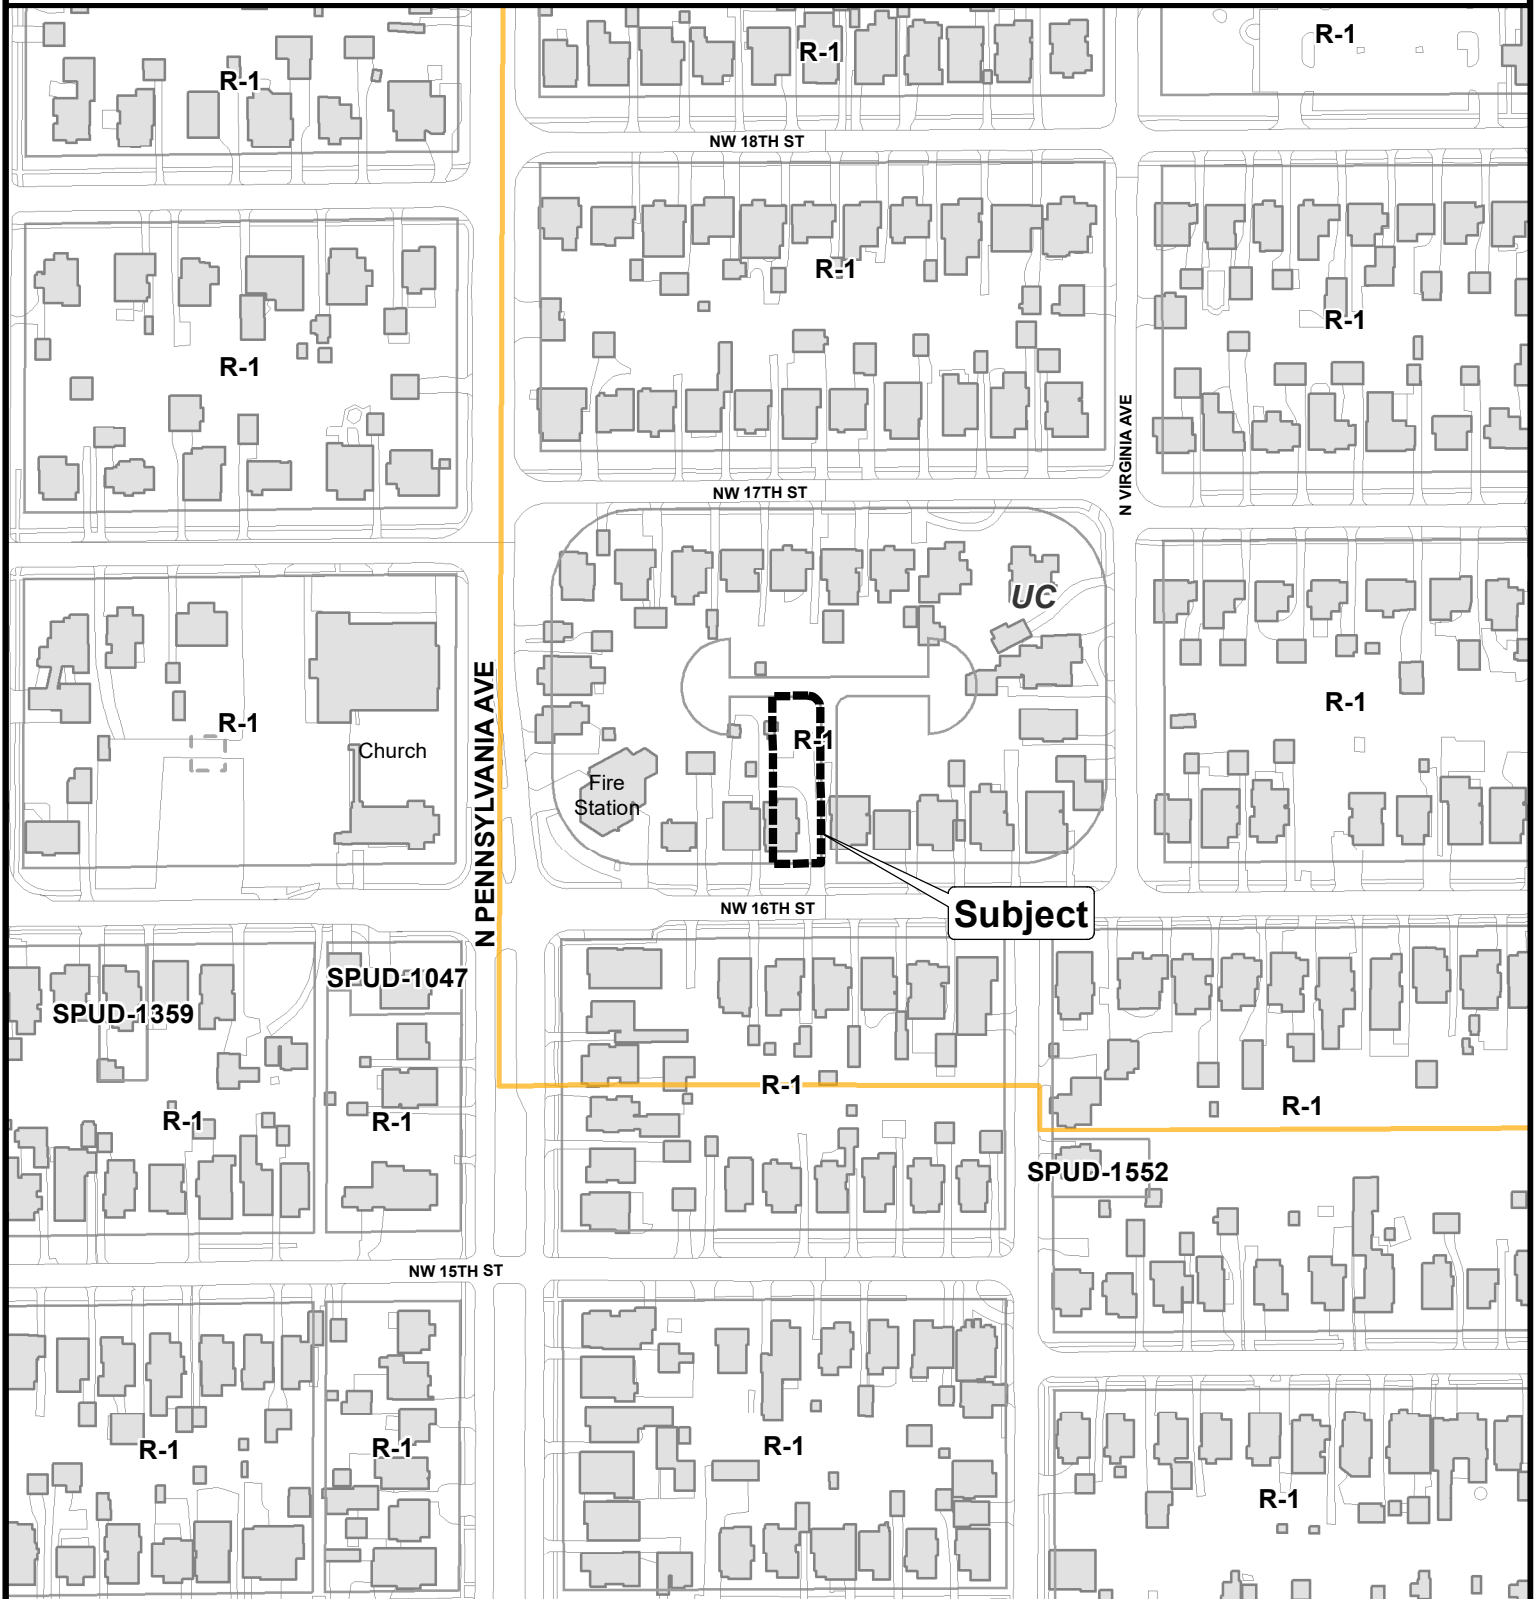 R-1
R-1
R-1
NW 18TH ST
R-1
R-1
R-1
N VIRGINIA AVE
NW 17TH ST
UC
N PENNSYLVANIA AVE
R-1
Church
R-1
R-1
Fire
Station
NW 16TH ST
Subject
SPUD-1047
SPUD-1359
R-1
R-1
R-1
R-1
SPUD-1552
NW 15TH ST
R-1
R-1
R-1
R-1